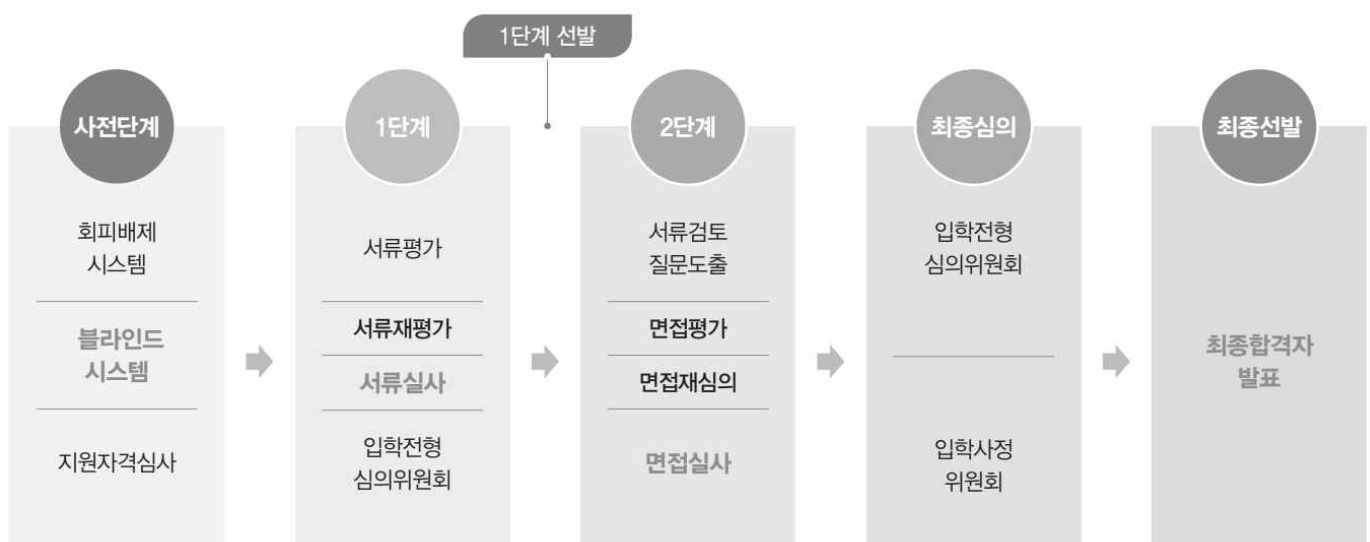 1단계 선발
사전단계
회피배제
시스템
블라인드
시스템
지원자격심사
1단계
서류평가
서류재평가
서류실사
입학전형
심의위원회
2단계
서류검토
질문도출
면접평가
면접재심의
면접실사
최종심의
입학전형
심의위원회
입학사정
위원회
최종선발
최종합격자
발표